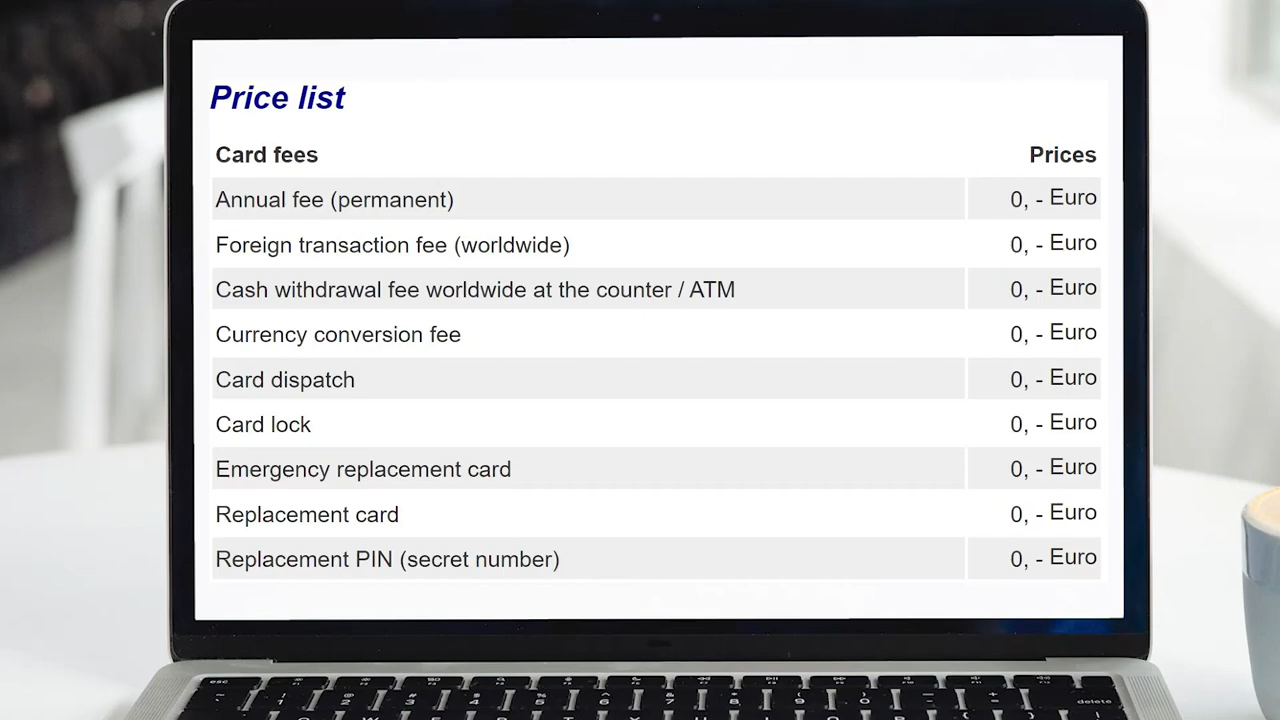 Price list
Card fees Prices
Annual fee (permanent) 0, - Euro
Foreign transaction fee (worldwide) 0, - Euro
Cash withdrawal fee worldwide at the counter / ATM 0, - Euro
Currency conversion fee 0, - Euro
Card dispatch 0, - Euro
Card lock 0, - Euro
Emergency replacement card 0, - Euro
Replacement card 0, - Euro
Replacement PIN (secret number) 0, - Euro
esc
delete